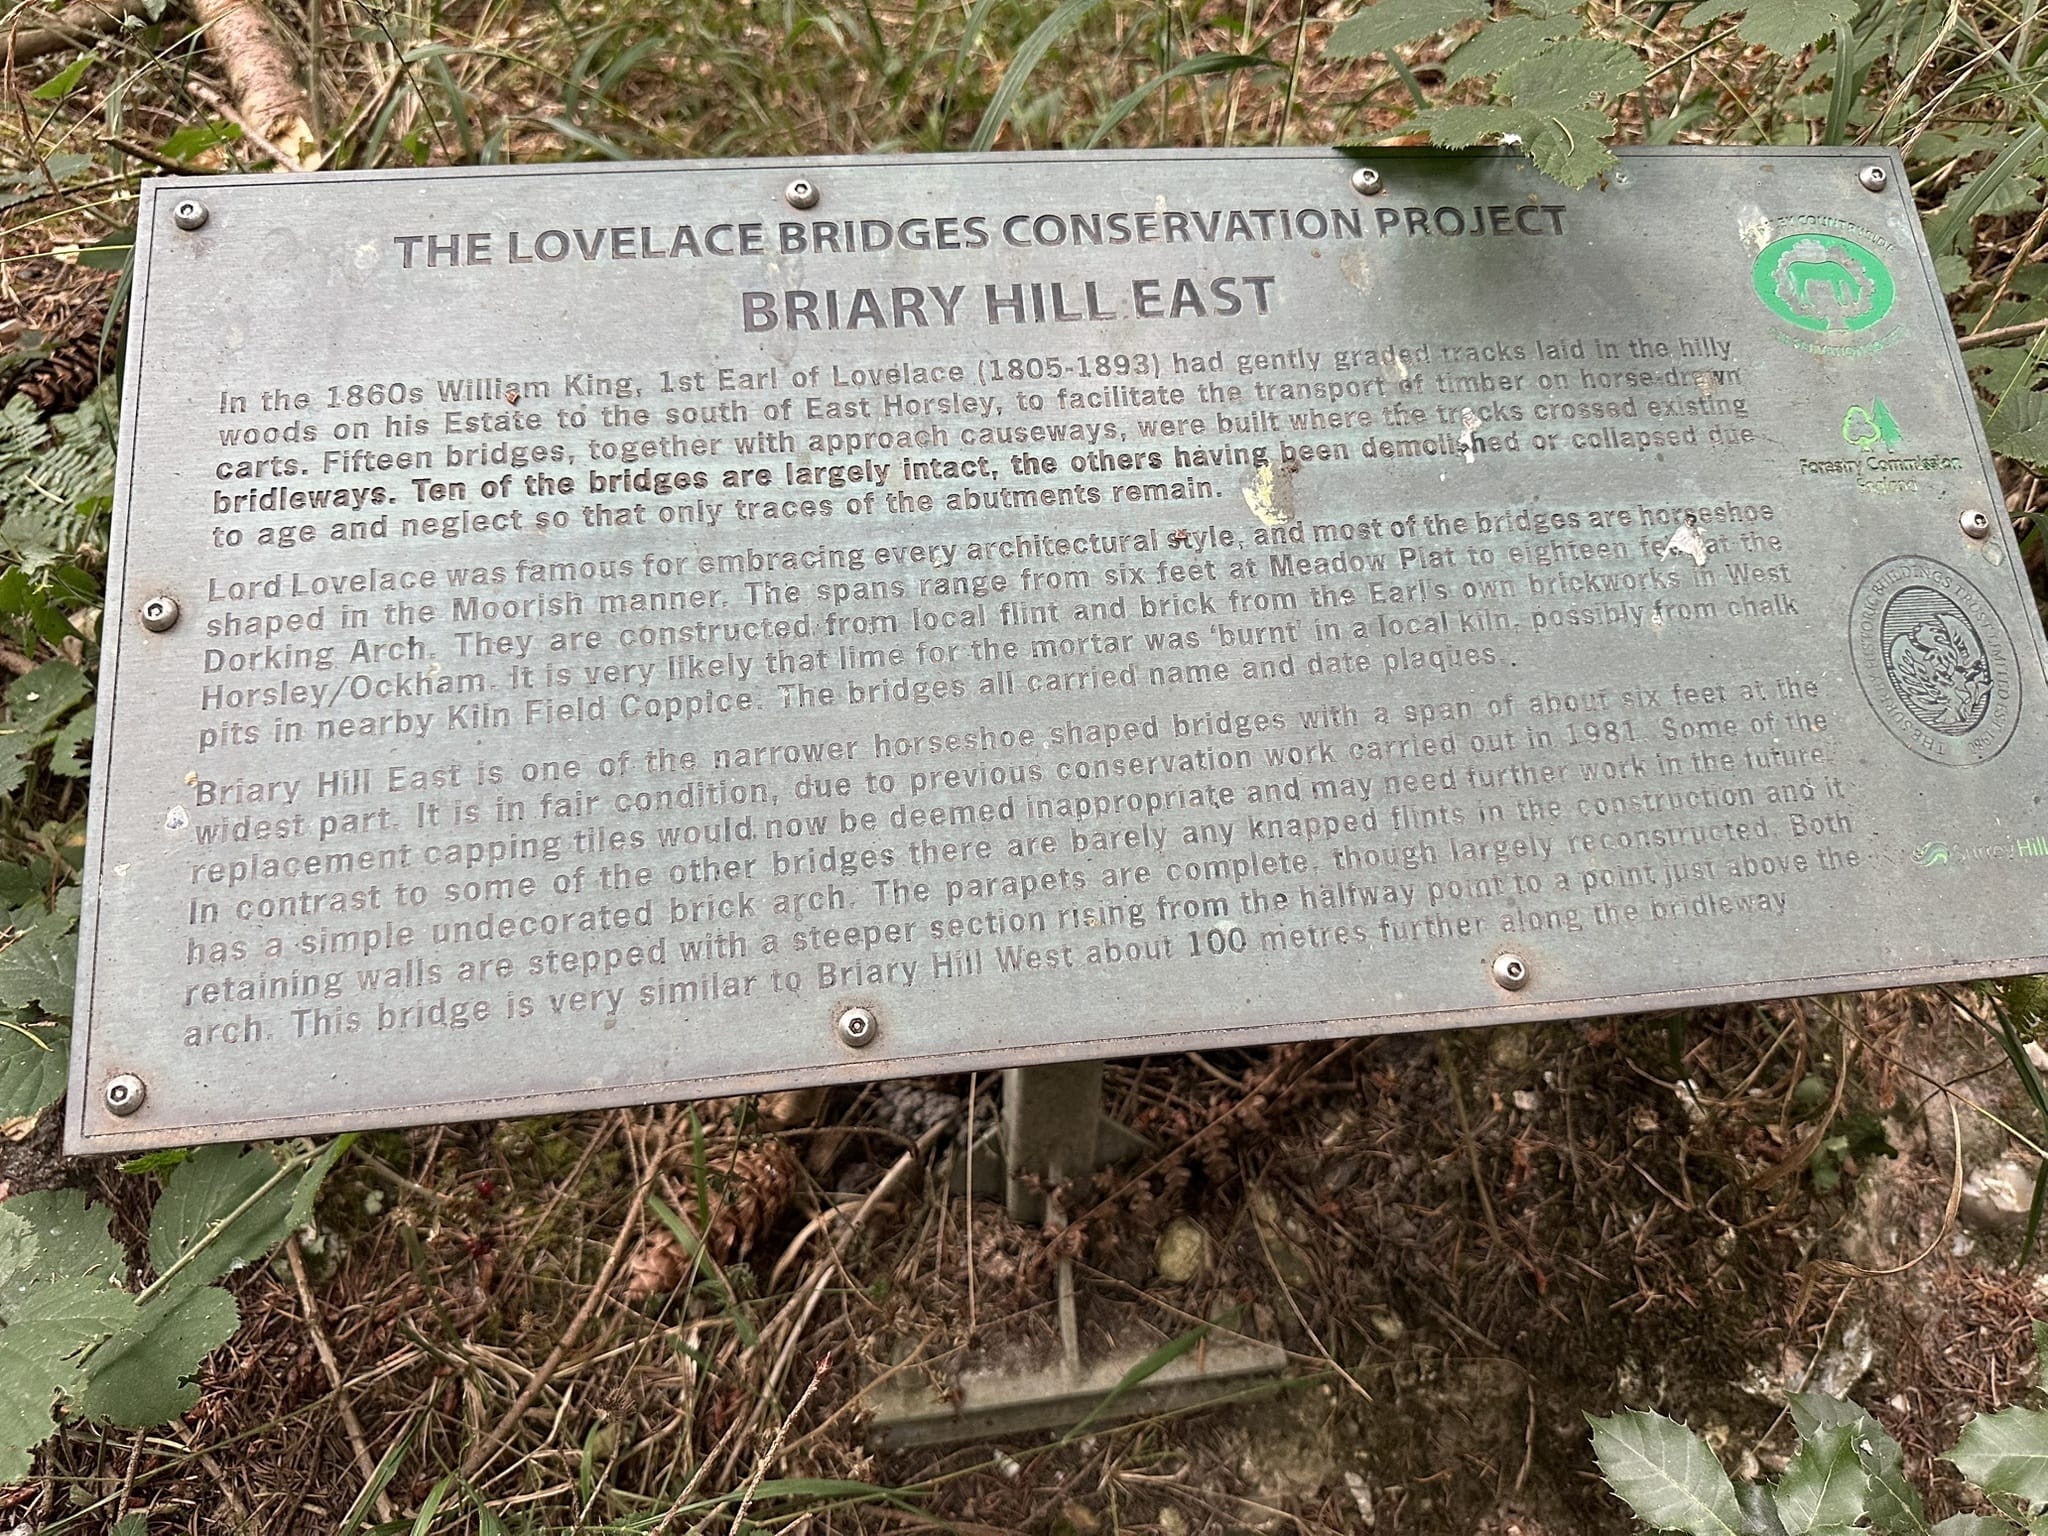 THE LOVELACE BRIDGES CONSERVATION PROJECT
BRIARY HILL EAST
In the 1860s William King, 1st Earl of Lovelace (1805-1893) had gently graded tracks laid in the hilly
woods on his Estate to the south of East Horsley, to facilitate the transport of timber on horse-drawn
carts. Fifteen bridges, together with approach causeways, were built where the tracks crossed existing
bridleways. Ten of the bridges are largely intact, the others having been demolished or collapsed due
to age and neglect so that only traces of the abutments remain.
Lord Lovelace was famous for embracing every architectural style, and most of the bridges are horseshoe
shaped in the Moorish manner. The spans range from six feet at Meadow Plat to eighteen feet at the
Dorking Arch. They are constructed from local flint and brick from the Earl's own brickworks in West
Horsley/Ockham. It is very likely that lime for the mortar was 'burnt' in a local kiln, possibly from chalk
pits in nearby Kiln Field Coppice. The bridges all carried name and date plaques.
Briary Hill East is one of the narrower horseshoe shaped bridges with a span of about six feet at the
widest part. It is in fair condition, due to previous conservation work carried out in 1981. Some of the
replacement capping tiles would now be deemed inappropriate and may need further work in the future.
In contrast to some of the other bridges there are barely any knapped flints in the construction and it
has a simple undecorated brick arch. The parapets are complete, though largely reconstructed. Both
retaining walls are stepped with a steeper section rising from the halfway point to a point just above the
arch. This bridge is very similar to Briary Hill West about 100 metres further along the bridleway
COUNTRYSIDE
Forestry Commission
England
THE SURREY HISTORIC BUILDINGS TRUST LIMITED EST 1980
Surrey Hills